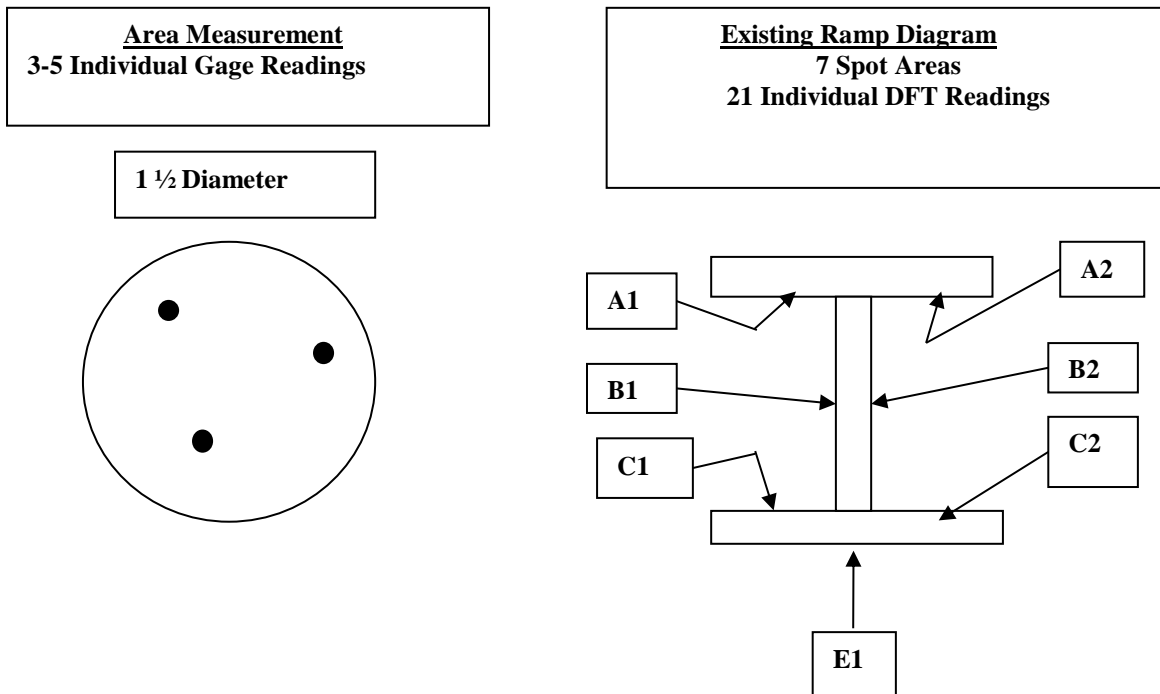 Area Measurement
3-5 Individual Gage Readings
1 ½ Diameter
Existing Ramp Diagram
7 Spot Areas
21 Individual DFT Readings
A1
A2
B1
B2
C1
C2
E1